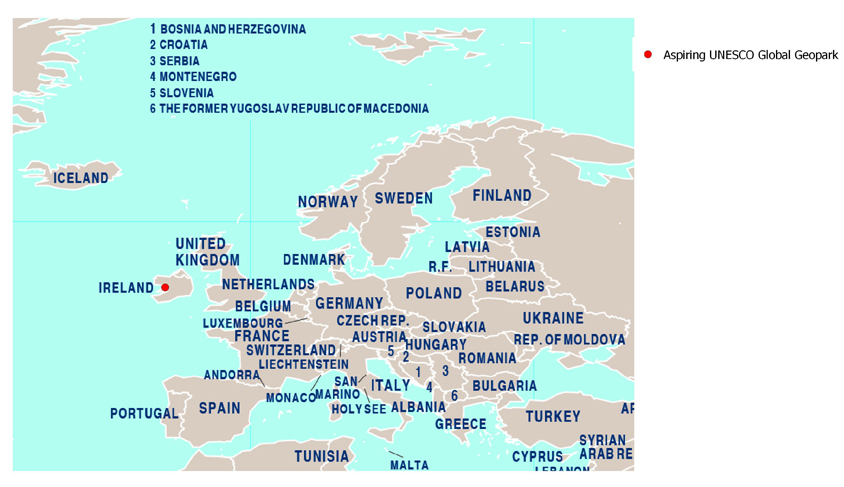 1 BOSNIA AND HERZEGOVINA
2 CROATIA
3 SERBIA
4 MONTENEGRO
5 SLOVENIA
6 THE FORMER YUGOSLAV REPUBLIC OF MACEDONIA
Aspiring UNESCO Global Geopark
ICELAND
NORWAY
SWEDEN
FINLAND
ESTONIA
UNITED
KINGDOM
LATVIA
DENMARK
R.F.
LITHUANIA
IRELAND
NETHERLANDS
BELARUS
POLAND
BELGIUM
GERMANY
LUXEMBOURG
CZECH REP.
UKRAINE
SLOVAKIA
FRANCE
AUSTRIA
REP. OF MOLDOVA
HUNGARY
SWITZERLAND
5
2
ROMANIA
LIECHTENSTEIN
1
3
ANDORRA
SAN
MARINO
ITALY
4
BULGARIA
MONACO
6
PORTUGAL
SPAIN
HOLY SEE
ALBANIA
AR
TURKEY
GREECE
SYRIAN
ARAB RE
TUNISIA
CYPRUS
MALTA
LEBANON